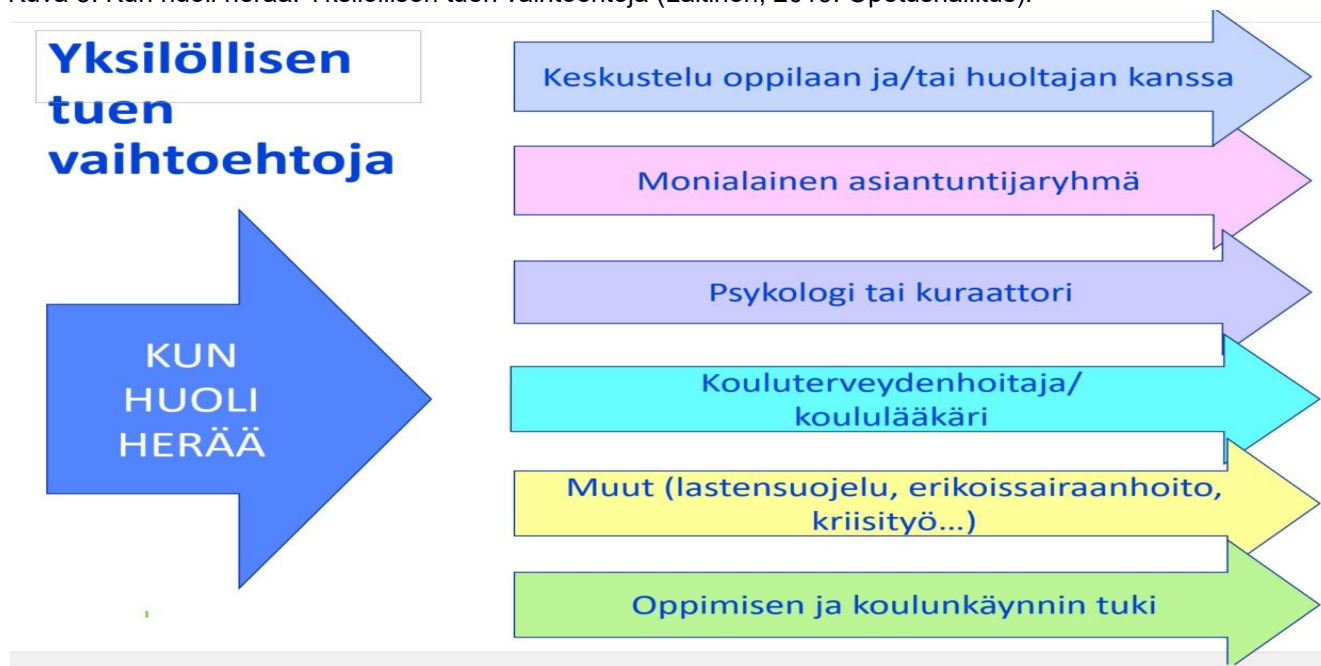 Yksilöllisen
tuen
vaihtoehtoja
KUN
HUOLI
HERÄÄ
Keskustelu oppilaan ja/tai huoltajan kanssa
Monialainen asiantuntijaryhmä
Psykologi tai kuraattori
Kouluterveydenhoitaja/
koululääkäri
Muut (lastensuojelu, erikoissairaanhoito,
kriisityö...)
Oppimisen ja koulunkäynnin tuki